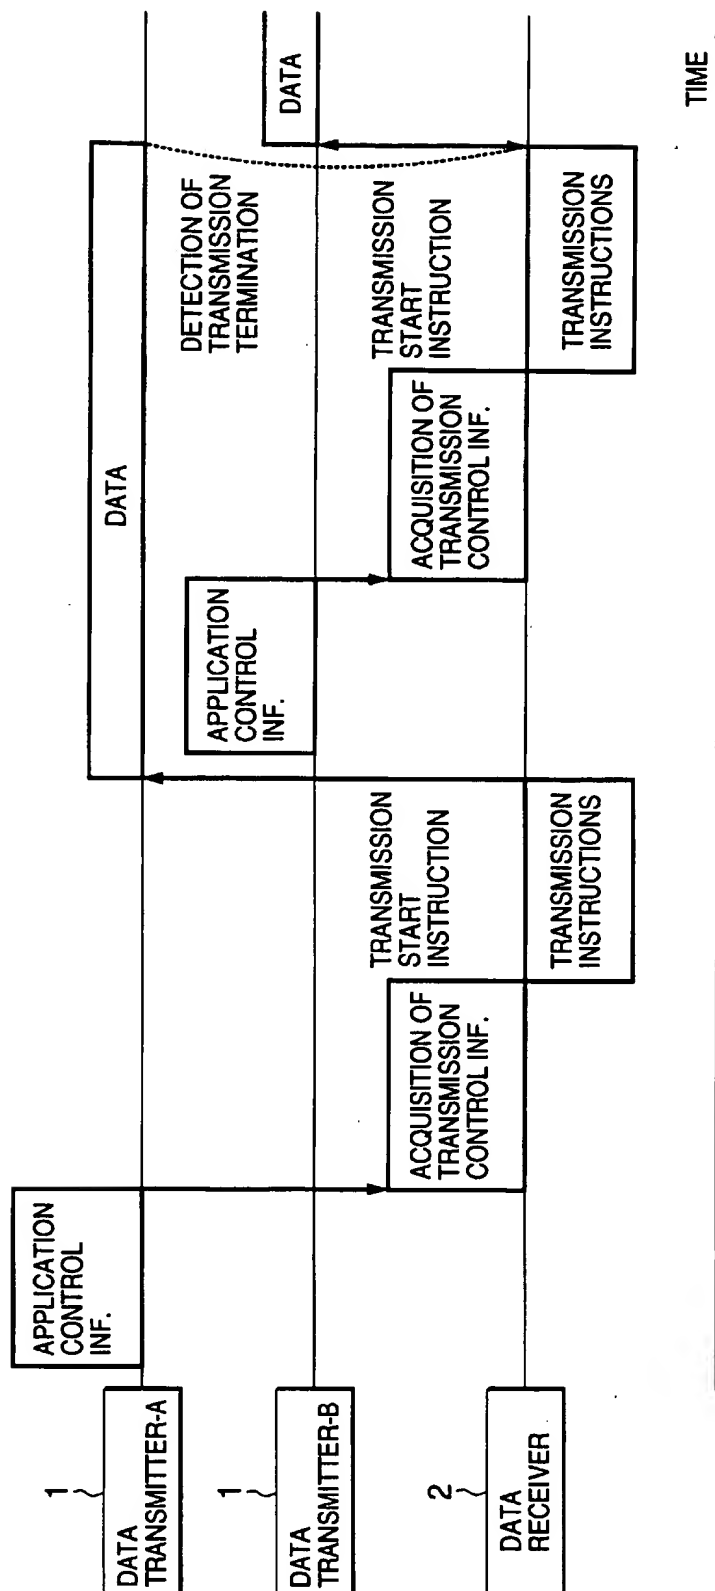 1
DATA
TRANSMITTER-A
APPLICATION
CONTROL
INF.
DATA
DETECTION OF
TRANSMISSION
TERMINATION
1
DATA
TRANSMITTER-B
APPLICATION
CONTROL
INF.
DATA
TRANSMISSION
START
INSTRUCTION
TRANSMISSION
START
INSTRUCTION
2
DATA
RECEIVER
ACQUISITION OF
TRANSMISSION
CONTROL INF.
ACQUISITION OF
TRANSMISSION
CONTROL INF.
TRANSMISSION
INSTRUCTIONS
TRANSMISSION
INSTRUCTIONS
TIME